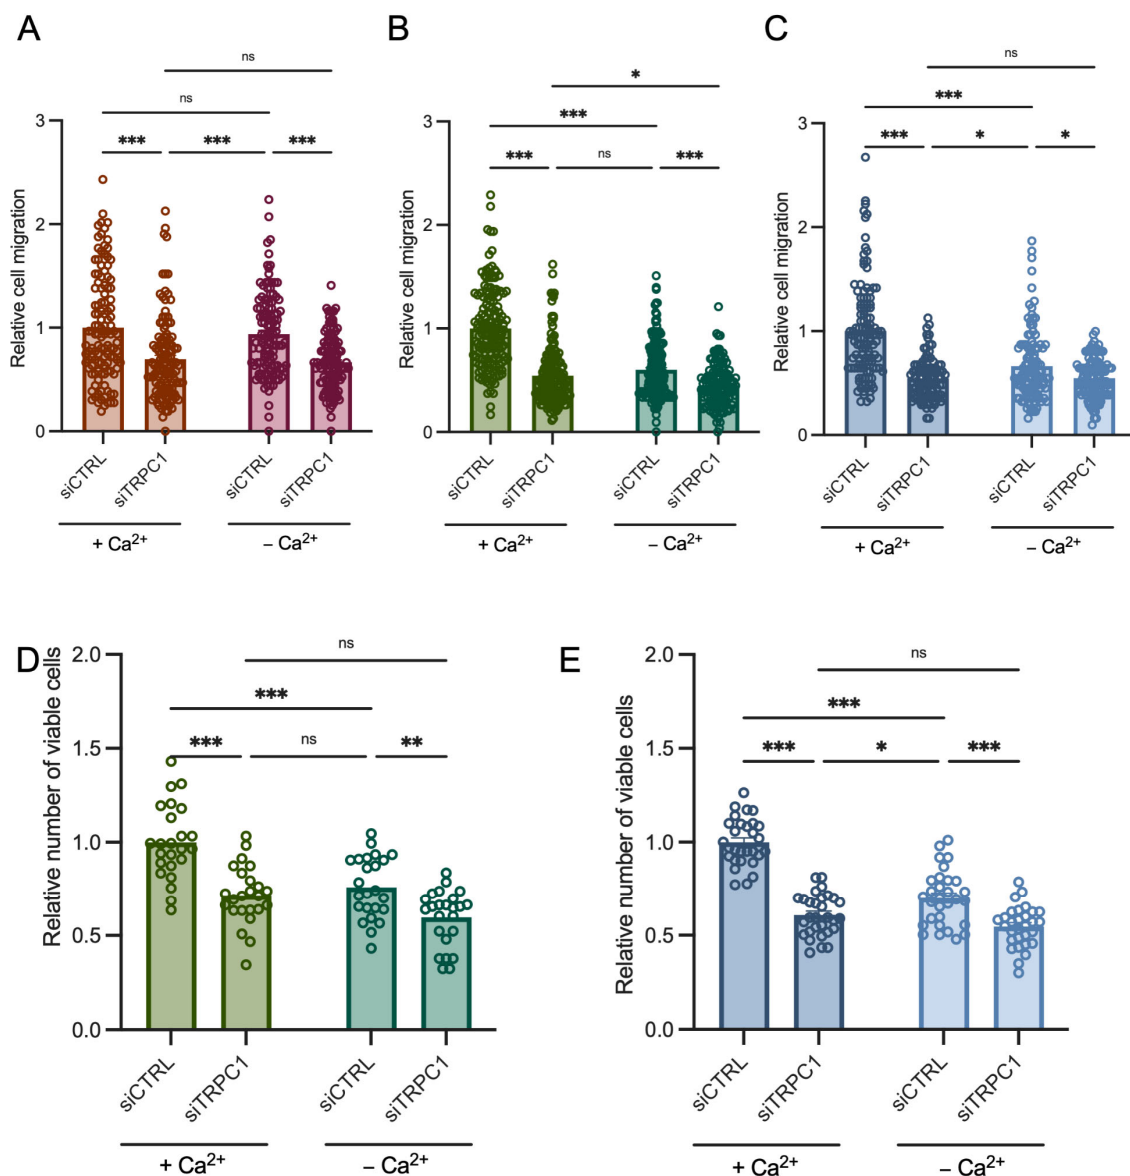 A
ns
ns
*** *** ***
Relative cell migration
3
2
1
0
siCTRL siTRPC1 siCTRL siTRPC1
+ Ca²⁺ – Ca²⁺
B
*
***
*** ns ***
Relative cell migration
3
2
1
0
siCTRL siTRPC1 siCTRL siTRPC1
+ Ca²⁺ – Ca²⁺
C
ns
***
*** * *
Relative cell migration
3
2
1
0
siCTRL siTRPC1 siCTRL siTRPC1
+ Ca²⁺ – Ca²⁺
D
ns
***
*** ns **
Relative number of viable cells
2.0
1.5
1.0
0.5
0.0
siCTRL siTRPC1 siCTRL siTRPC1
+ Ca²⁺ – Ca²⁺
E
ns
***
*** * ***
Relative number of viable cells
2.0
1.5
1.0
0.5
0.0
siCTRL siTRPC1 siCTRL siTRPC1
+ Ca²⁺ – Ca²⁺